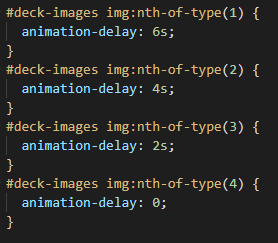 #deck-images img:nth-of-type(1) {
  animation-delay: 6s;
}
#deck-images img:nth-of-type(2) {
  animation-delay: 4s;
}
#deck-images img:nth-of-type(3) {
  animation-delay: 2s;
}
#deck-images img:nth-of-type(4) {
  animation-delay: 0;
}